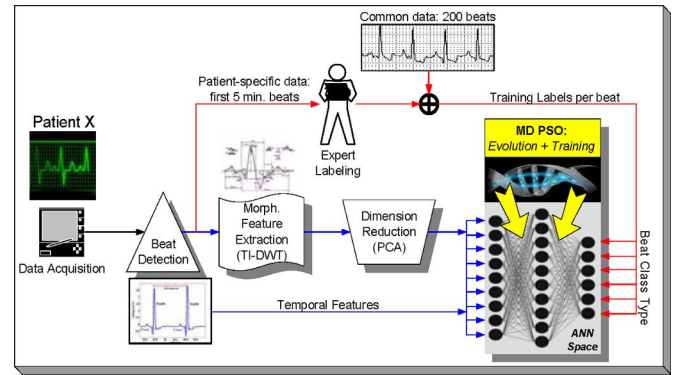 Common data: 200 beats
Patient-specific data:
first 5 min. beats
Training Labels per beat
Patient X
Expert
Labeling
MD PSO:
Evolution + Training
Morph.
Feature
Extraction
(TI-DWT)
Dimension
Reduction
(PCA)
Beat
Detection
Data Acquisition
Temporal Features
Beat Class Type
ANN
Space